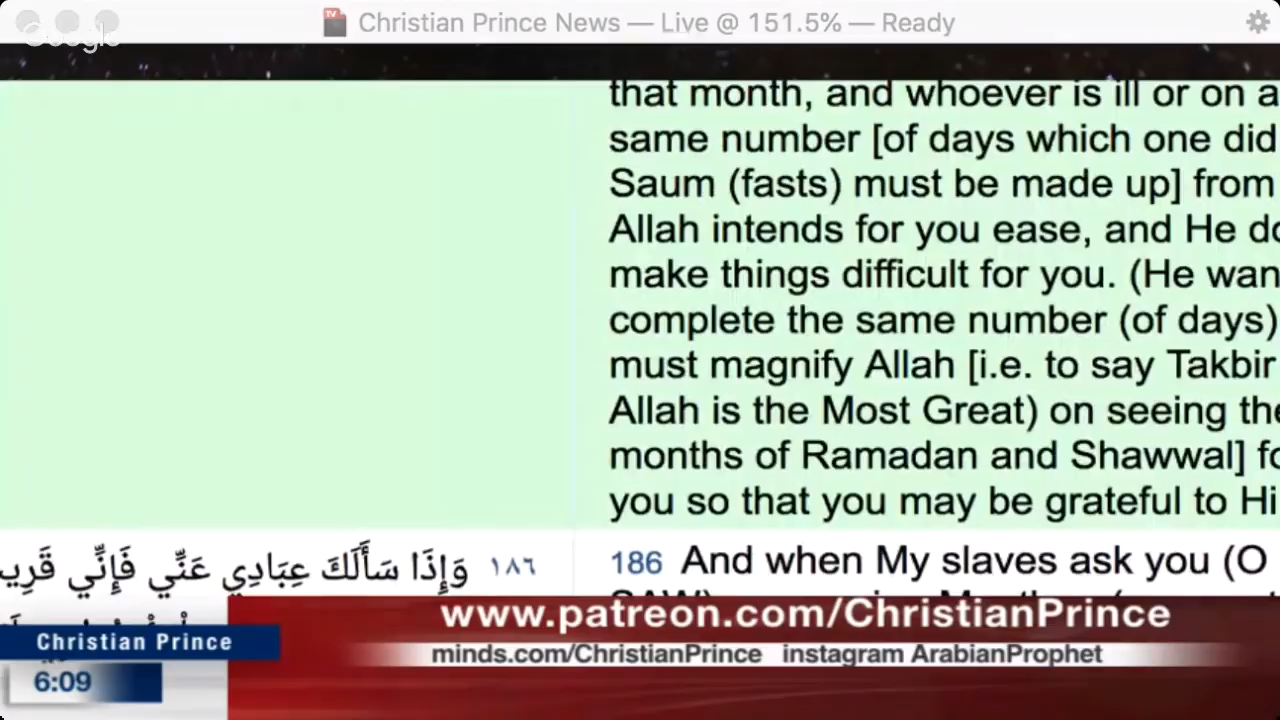 Christian Prince News — Live @ 151.5% — Ready
Google
that month, and whoever is ill or on a
same number [of days which one did
Saum (fasts) must be made up] from
Allah intends for you ease, and He do
make things difficult for you. (He wan
complete the same number (of days)
must magnify Allah [i.e. to say Takbir
Allah is the Most Great) on seeing the
months of Ramadan and Shawwal] fo
you so that you may be grateful to Hi
١٨٦ وَإِذَا سَأَلَكَ عِبَادِي عَنِّي فَإِنِّي قَرِيب
186 And when My slaves ask you (O
www.patreon.com/ChristianPrince
Christian Prince
minds.com/ChristianPrince instagram ArabianProphet
6:09